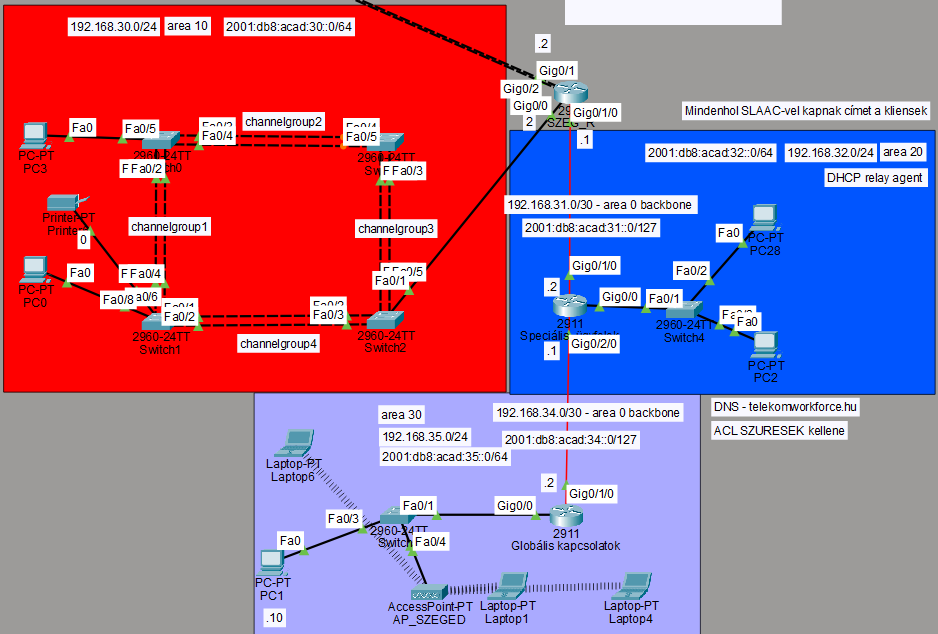 192.168.30.0/24
area 10
2001:db8:acad:30::0/64
.2
Gig0/1
Gig0/2
Gig0/0
2
Gig0/1/0
SZEG_R
.1
Mindenhol SLAAC-vel kapnak címet a kliensek
channelgroup2
Fa0
Fa0/5
Fa0/4
Fa0/5
PC-PT
PC3
2960-24TT
2960-24TT
Fa0/2
Fa0/3
2001:db8:acad:32::0/64
192.168.32.0/24
area 20
DHCP relay agent
Printer-PT
0
channelgroup1
channelgroup3
192.168.31.0/30 - area 0 backbone
2001:db8:acad:31::0/127
Fa0
PC-PT
PC28
Fa0
PC-PT
PC0
Fa0/4
Fa0/8
Fa0/2
2960-24TT
Switch1
Fa0/3
channelgroup4
Fa0/5
Fa0/1
2960-24TT
Switch2
Gig0/1/0
.2
Gig0/0
Fa0/1
Fa0/2
Fa0
2911
2960-24TT
Switch4
Gig0/2/0
.1
PC-PT
PC2
DNS - telekomworkforce.hu
ACL SZURESEK kellene
area 30
192.168.34.0/30 - area 0 backbone
192.168.35.0/24
2001:db8:acad:34::0/127
2001:db8:acad:35::0/64
Laptop-PT
Laptop6
.2
Gig0/1/0
Fa0/1
Gig0/0
Fa0/3
2960-24TT
Fa0/4
2911
Globális kapcsolatok
Fa0
PC-PT
PC1
.10
AccessPoint-PT
AP_SZEGED
Laptop-PT
Laptop1
Laptop-PT
Laptop4